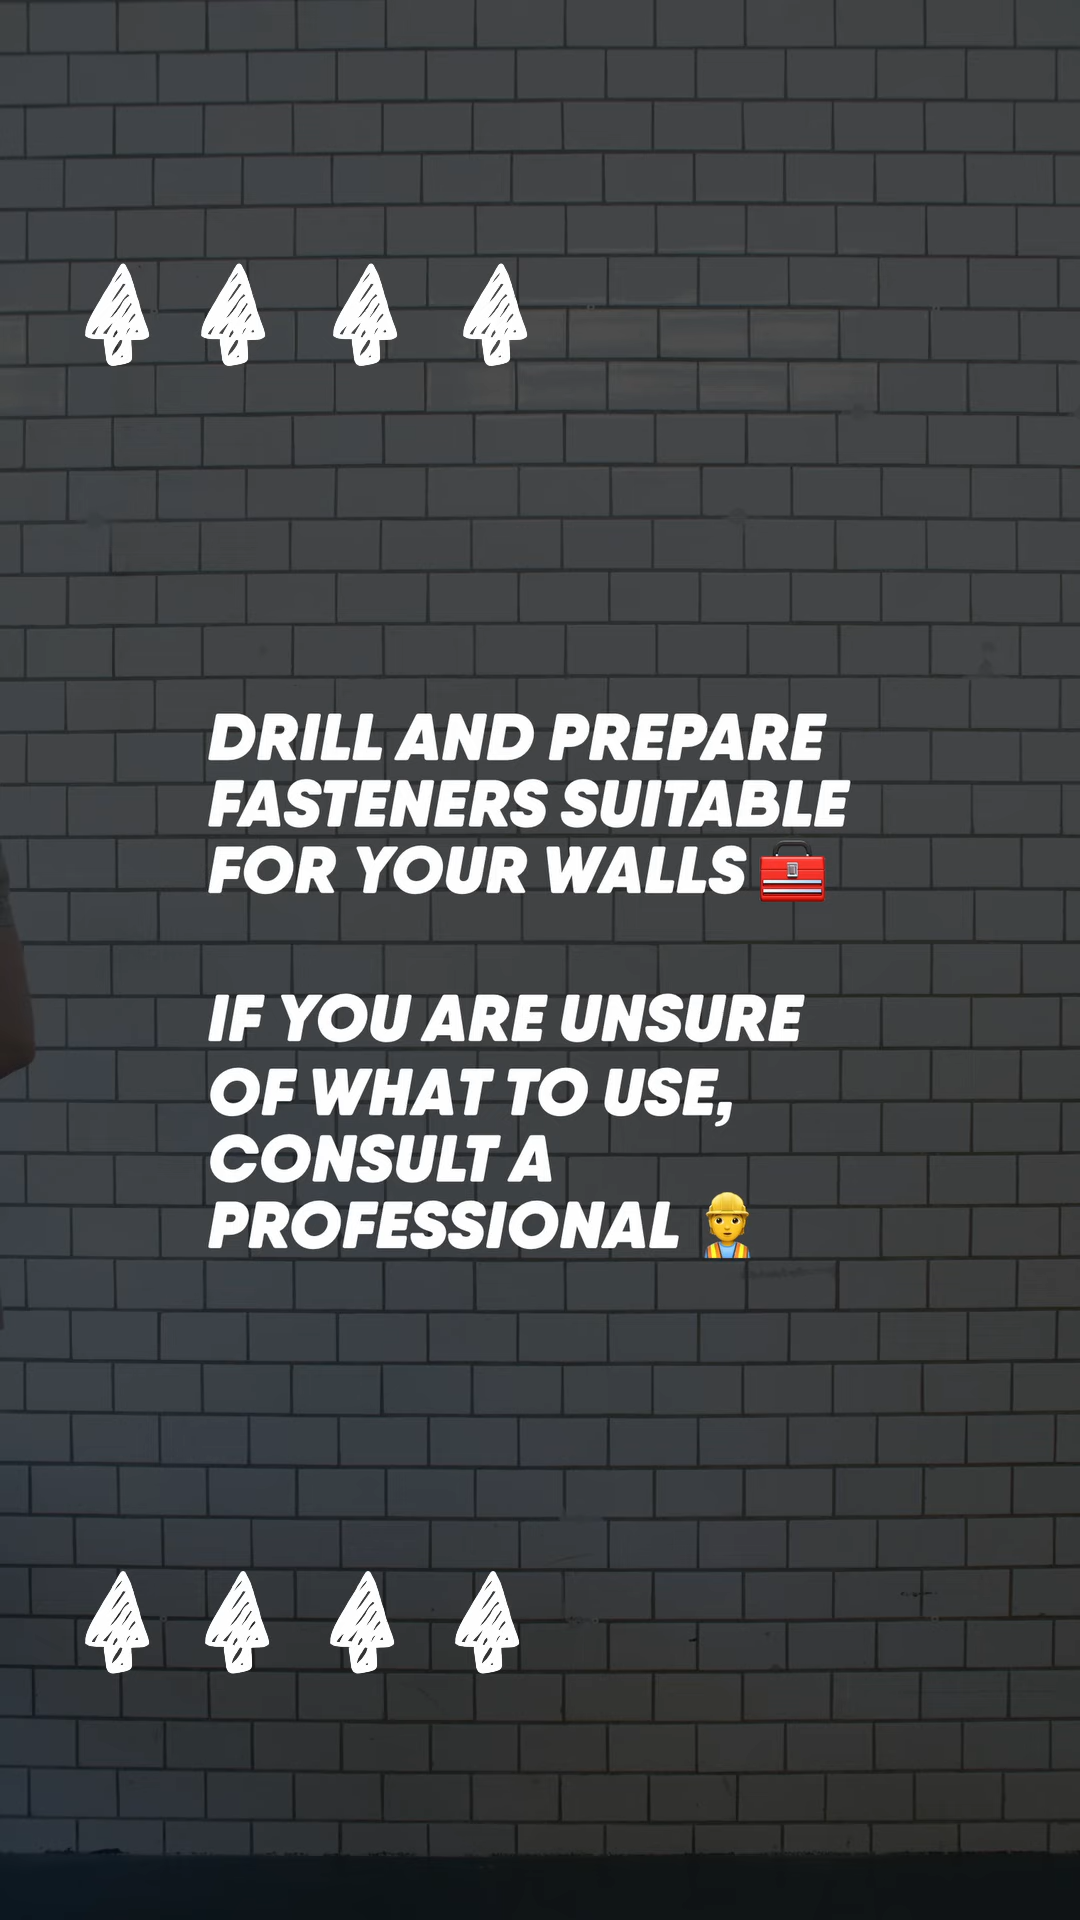 DRILL AND PREPARE
FASTENERS SUITABLE
FOR YOUR WALLS 🧰
IF YOU ARE UNSURE
OF WHAT TO USE,
CONSULT A
PROFESSIONAL 👷